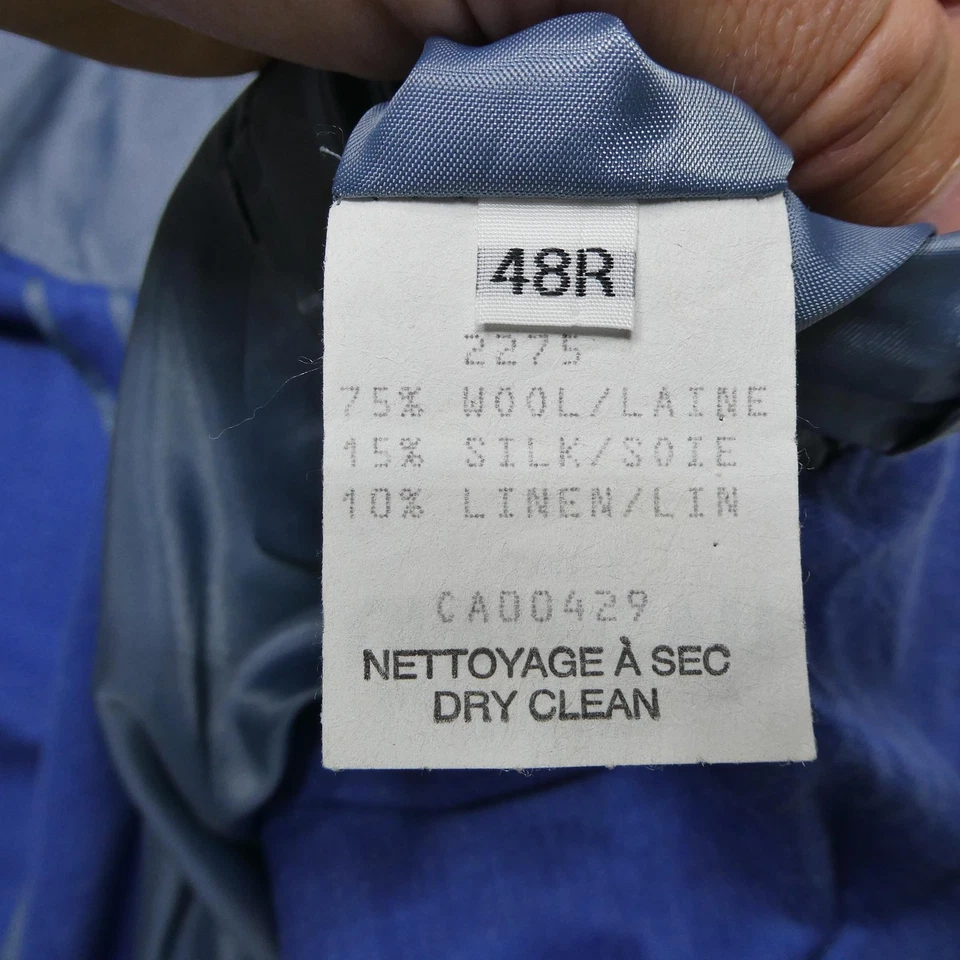 48R
2275
75% WOOL/LAINE
15% SILK/SOIE
10% LINEN/LIN
CA00429
NETTOYAGE À SEC
DRY CLEAN